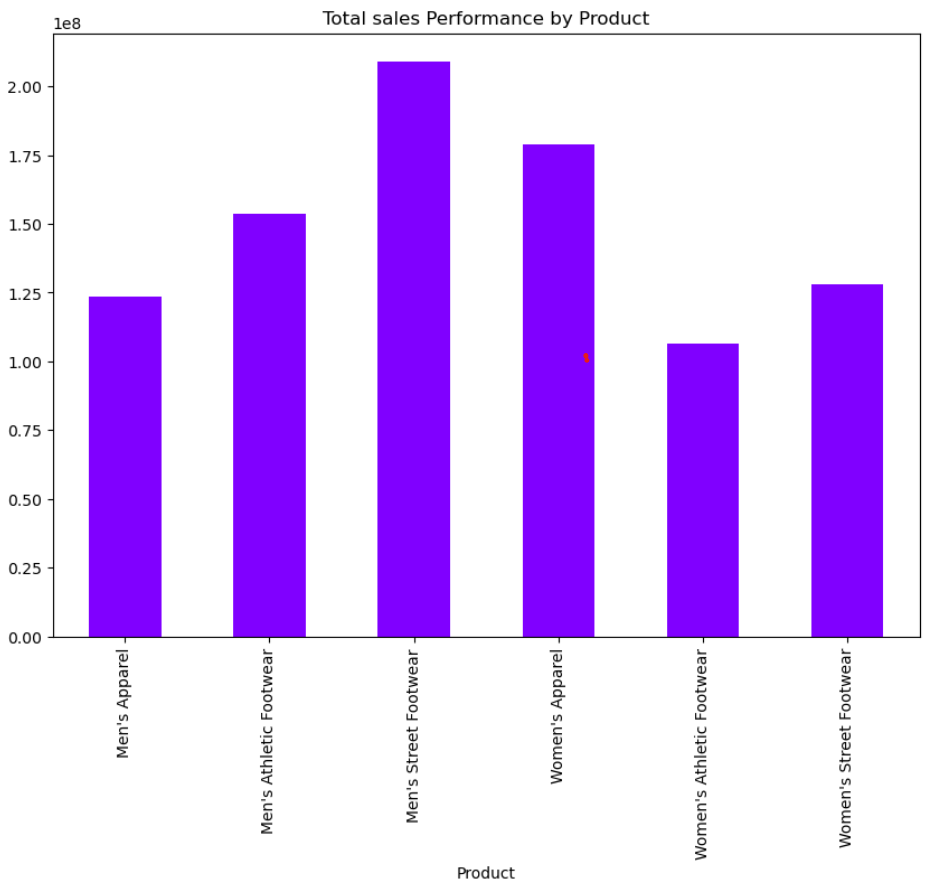 Total sales Performance by Product
1e8
2.00
1.75
1.50
1.25
1.00
0.75
0.50
0.25
0.00
Men's Apparel
Men's Athletic Footwear
Men's Street Footwear
Women's Apparel
Women's Athletic Footwear
Women's Street Footwear
Product